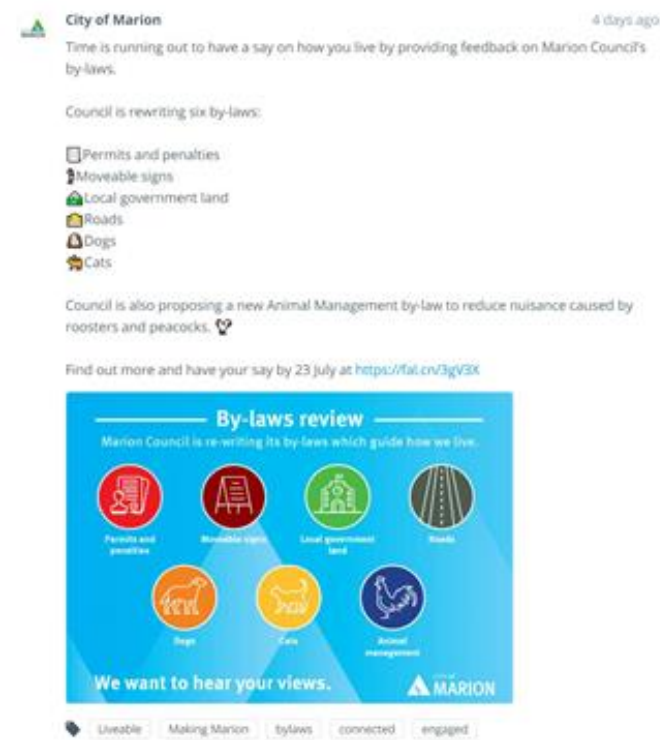 City of Marion
4 days ago
Time is running out to have a say on how you live by providing feedback on Marion Council's
by-laws.
Council is rewriting six by-laws:
Permits and penalties
Moveable signs
Local government land
Roads
Dogs
Cats
Council is also proposing a new Animal Management by-law to reduce nuisance caused by
roosters and peacocks.
Find out more and have your say by 23 July at https://fal.cn/3gV3X
By-laws review
Marion Council is re-writing its by-laws which guide how we live.
Permits and
penalties
Moveable signs
Local government
land
Roads
Dogs
Cats
Animal
management
We want to hear your views.
CITY OF
MARION
Liveable
Making Marion
bylaws
connected
engaged